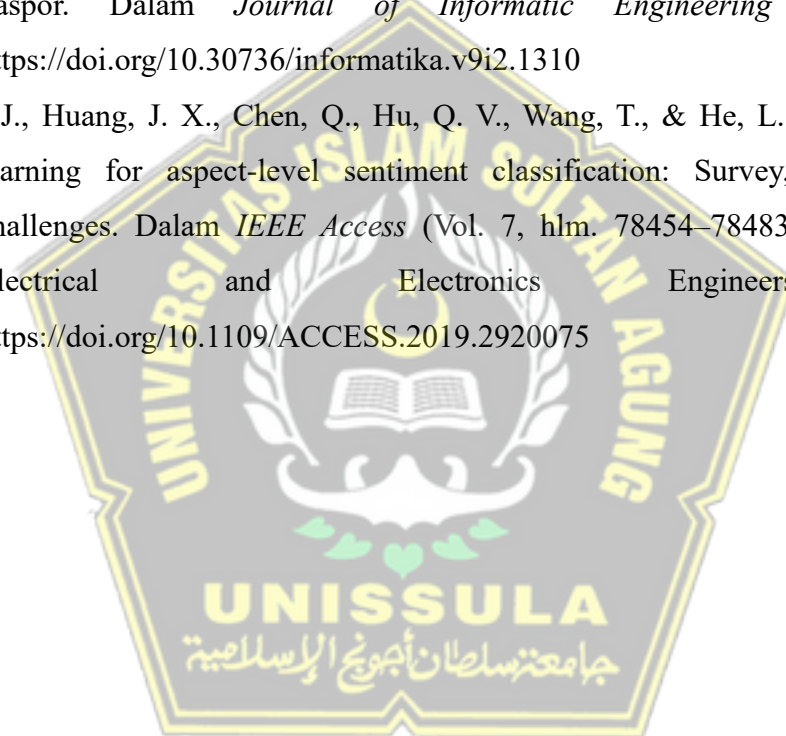 aspor. Dalam Journal of Informatic Engineering
ttps://doi.org/10.30736/informatika.v9i2.1310
J., Huang, J. X., Chen, Q., Hu, Q. V., Wang, T., & He, L.
arning for aspect-level sentiment classification: Survey,
hallenges. Dalam IEEE Access (Vol. 7, hlm. 78454–78483
lectrical and Electronics Engineers
ttps://doi.org/10.1109/ACCESS.2019.2920075
UNIVERSITAS ISLAM SULTAN AGUNG
UNISSULA
جامعة سلطان أجونج الإسلامية